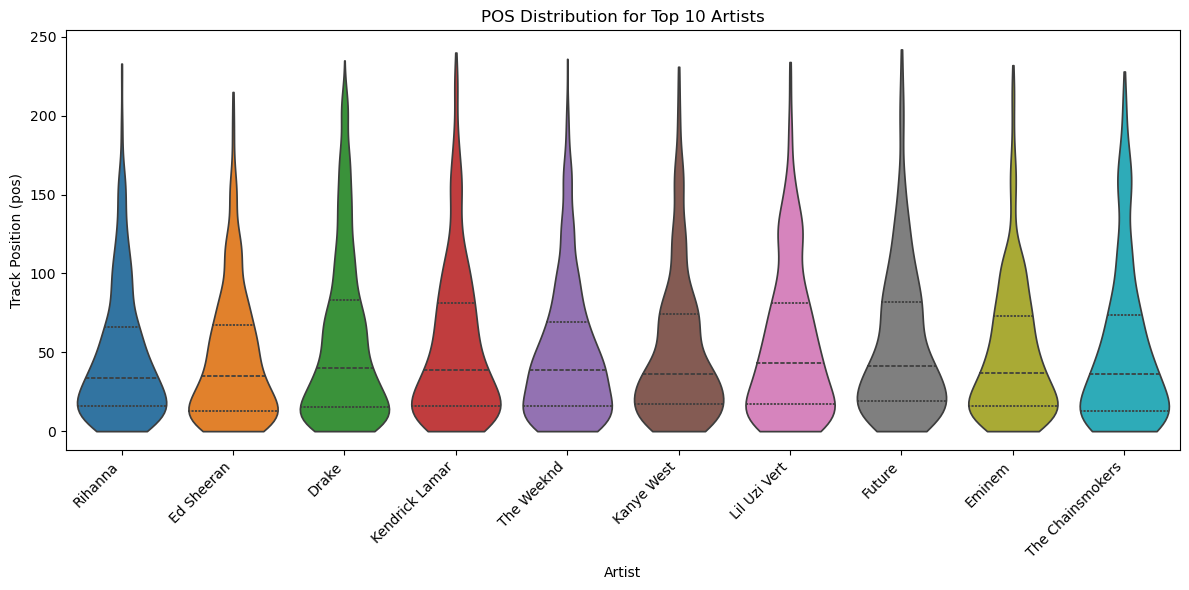 POS Distribution for Top 10 Artists
Track Position (pos)
250
200
150
100
50
0
Rihanna
Ed Sheeran
Drake
Kendrick Lamar
The Weeknd
Kanye West
Lil Uzi Vert
Future
Eminem
The Chainsmokers
Artist